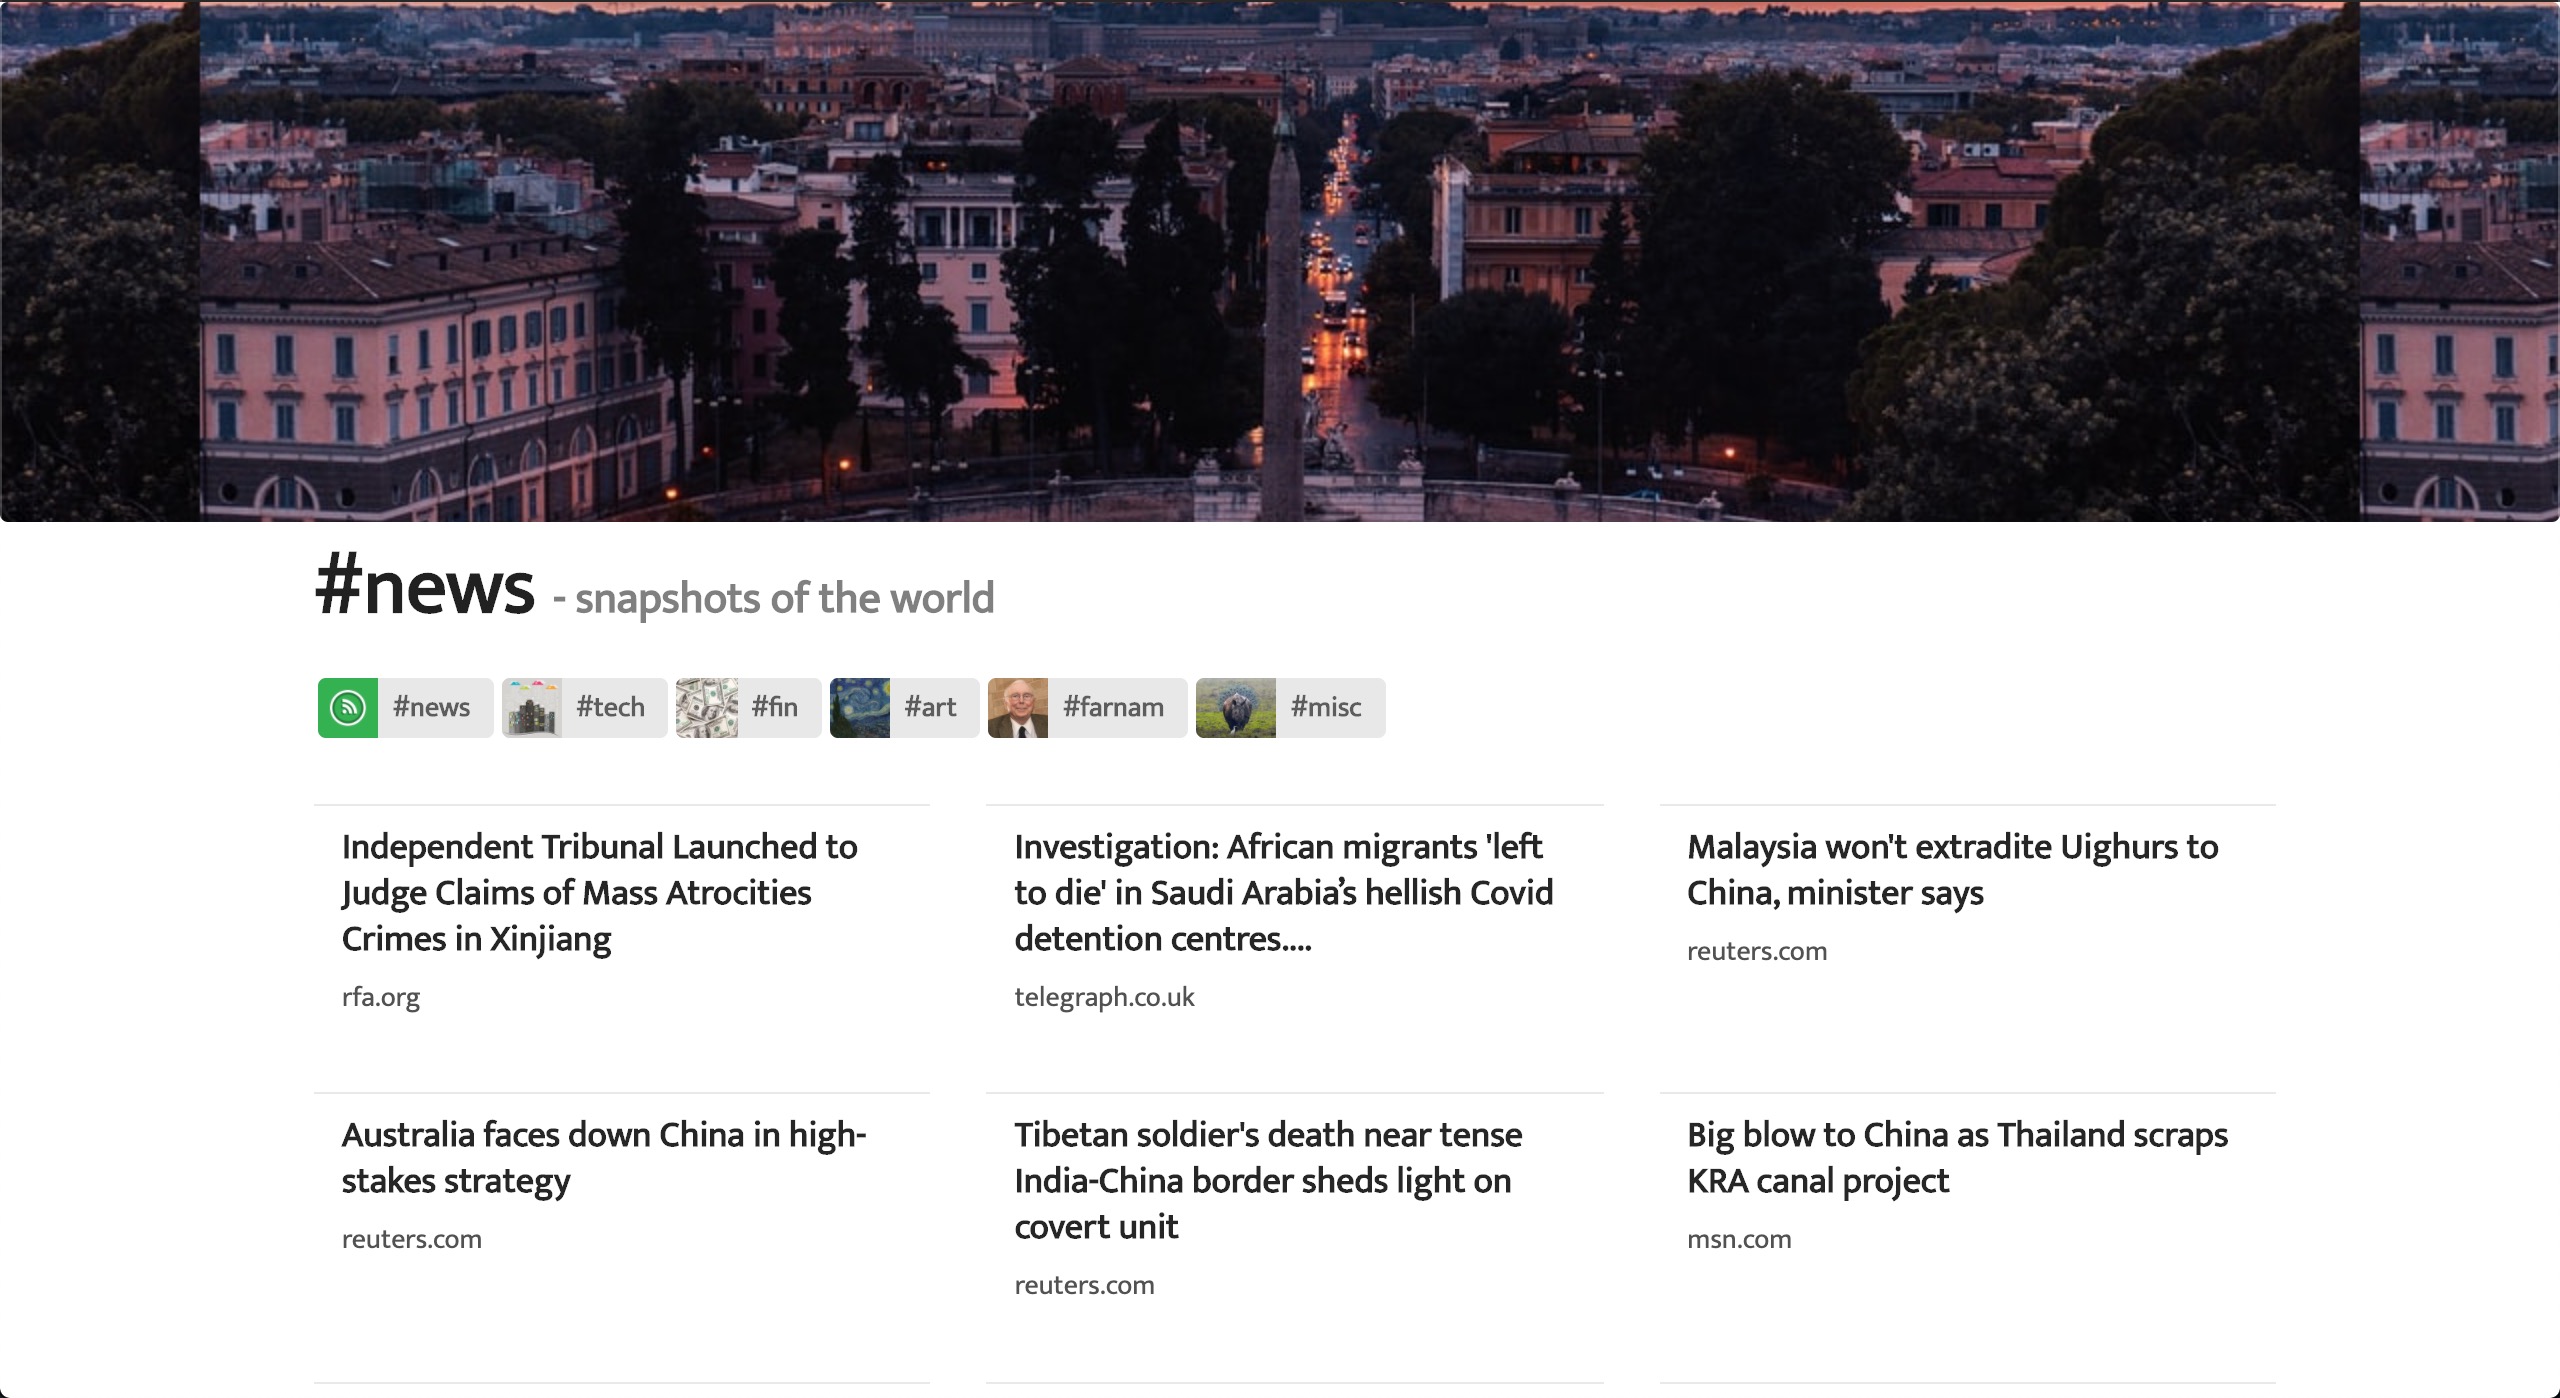 #news - snapshots of the world
#news #tech #fin #art #farnam #misc
Independent Tribunal Launched to
Judge Claims of Mass Atrocities
Crimes in Xinjiang
rfa.org
Investigation: African migrants 'left
to die' in Saudi Arabia’s hellish Covid
detention centres....
telegraph.co.uk
Malaysia won't extradite Uighurs to
China, minister says
reuters.com
Australia faces down China in high-
stakes strategy
reuters.com
Tibetan soldier's death near tense
India-China border sheds light on
covert unit
reuters.com
Big blow to China as Thailand scraps
KRA canal project
msn.com